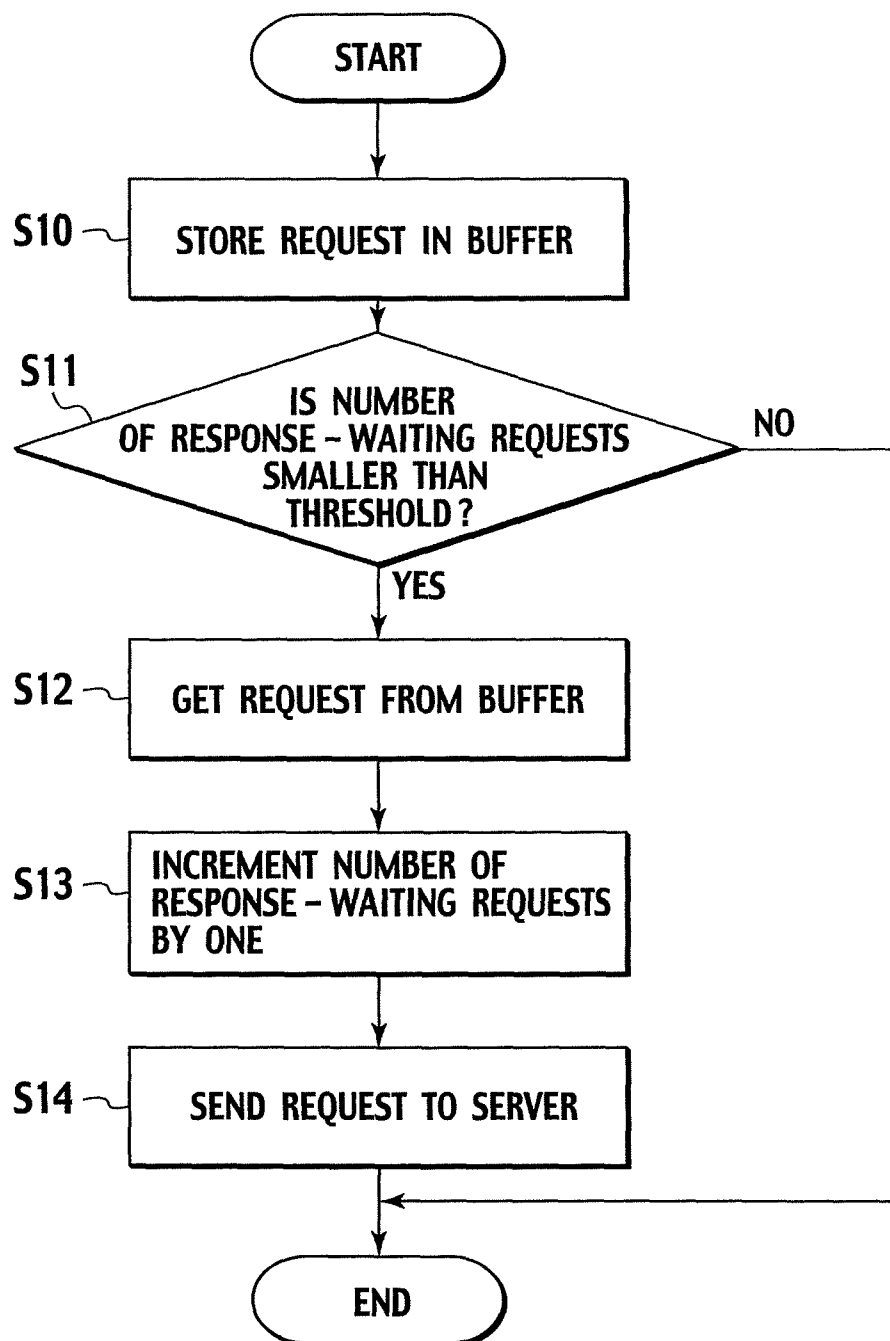 START
S10
STORE REQUEST IN BUFFER
S11
IS NUMBER
OF RESPONSE-WAITING REQUESTS
SMALLER THAN
THRESHOLD?
NO
YES
S12
GET REQUEST FROM BUFFER
S13
INCREMENT NUMBER OF
RESPONSE-WAITING REQUESTS
BY ONE
S14
SEND REQUEST TO SERVER
END